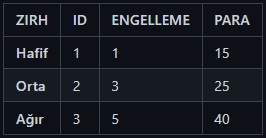 ZIRH ID ENGELLEME PARA
Hafif 1 1 15
Orta 2 3 25
Ağır 3 5 40